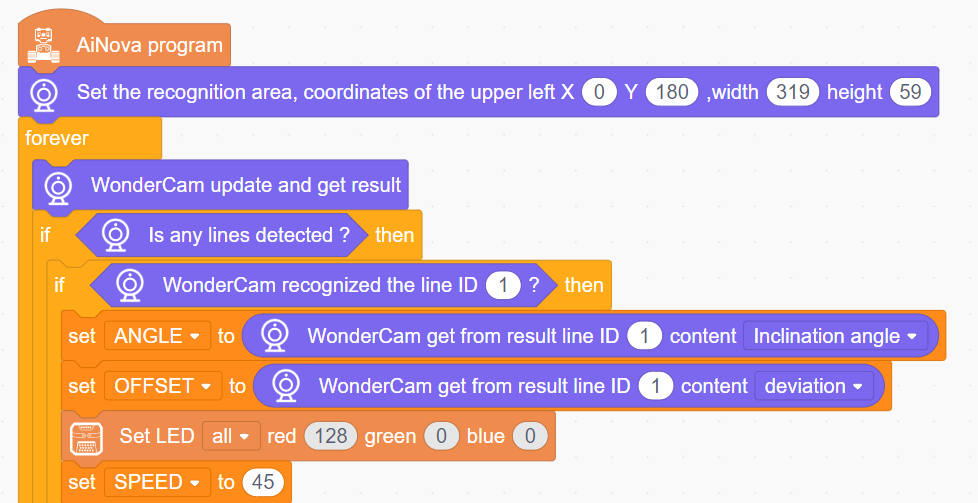 AiNova program
Set the recognition area, coordinates of the upper left X 0 Y 180 ,width 319 height 59
forever
WonderCam update and get result
if Is any lines detected ? then
if WonderCam recognized the line ID 1 ? then
set ANGLE to WonderCam get from result line ID 1 content Inclination angle
set OFFSET to WonderCam get from result line ID 1 content deviation
Set LED all red 128 green 0 blue 0
set SPEED to 45